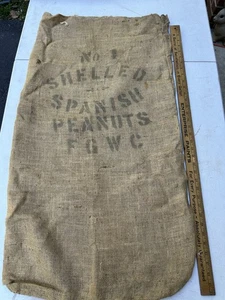 No 1
SHELLED
SPANISH
PEANUTS
F G W C